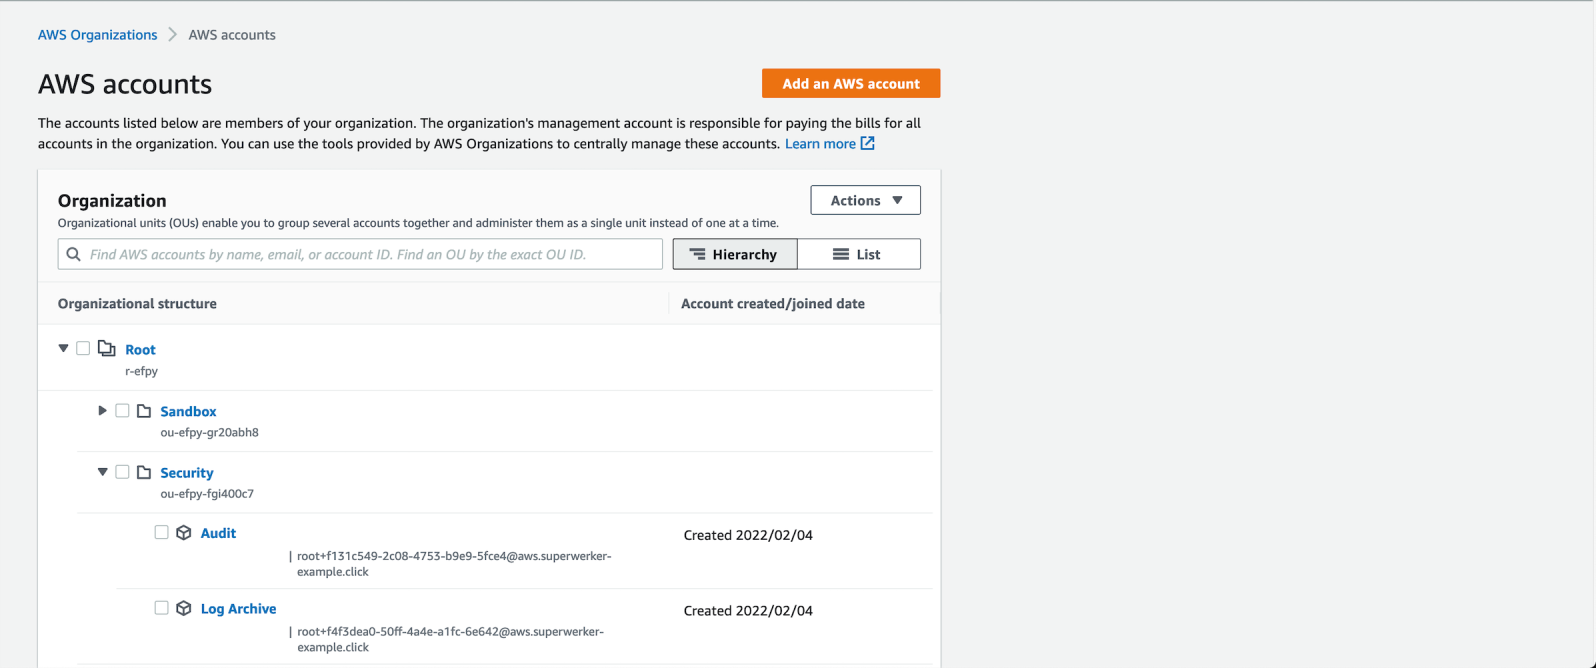 AWS Organizations > AWS accounts
AWS accounts
Add an AWS account
The accounts listed below are members of your organization. The organization's management account is responsible for paying the bills for all
accounts in the organization. You can use the tools provided by AWS Organizations to centrally manage these accounts. Learn more
Organization
Actions
Organizational units (OUs) enable you to group several accounts together and administer them as a single unit instead of one at a time.
Find AWS accounts by name, email, or account ID. Find an OU by the exact OU ID.
Hierarchy
List
Organizational structure
Account created/joined date
Root
r-efpy
Sandbox
ou-efpy-gr20abh8
Security
ou-efpy-fgi400c7
Audit
Created 2022/02/04
| root+f131c549-2c08-4753-b9e9-5fce4@aws.superwerker-
example.click
Log Archive
Created 2022/02/04
| root+f4f3dea0-50ff-4a4e-a1fc-6e642@aws.superwerker-
example.click